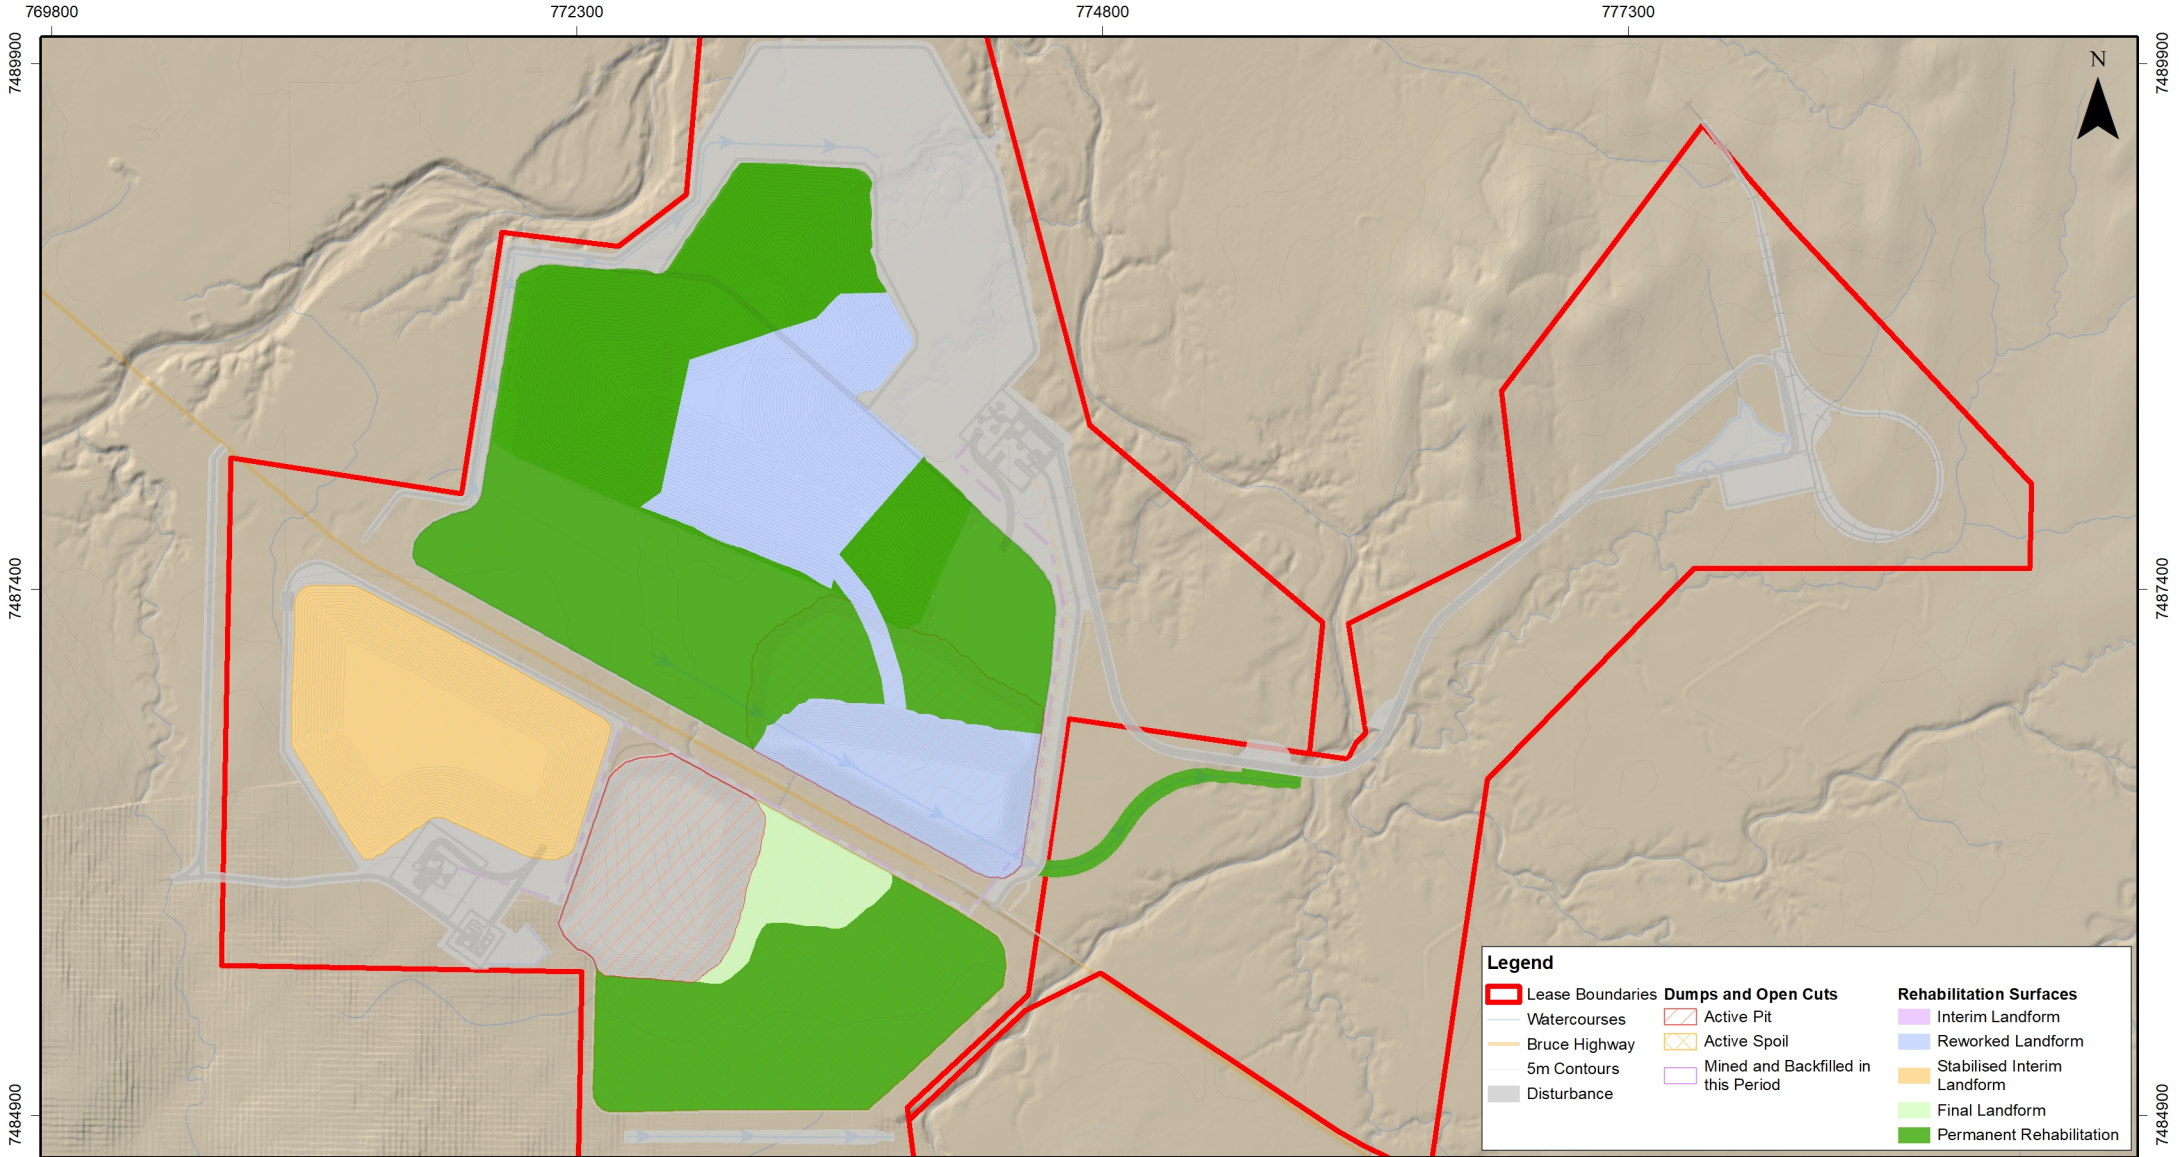 769800
772300
774800
777300
7489900
7489900
N
7487400
7487400
7484900
7484900
Legend
Lease Boundaries
Watercourses
Bruce Highway
5m Contours
Disturbance
Dumps and Open Cuts
Active Pit
Active Spoil
Mined and Backfilled in
this Period
Rehabilitation Surfaces
Interim Landform
Reworked Landform
Stabilised Interim
Landform
Final Landform
Permanent Rehabilitation